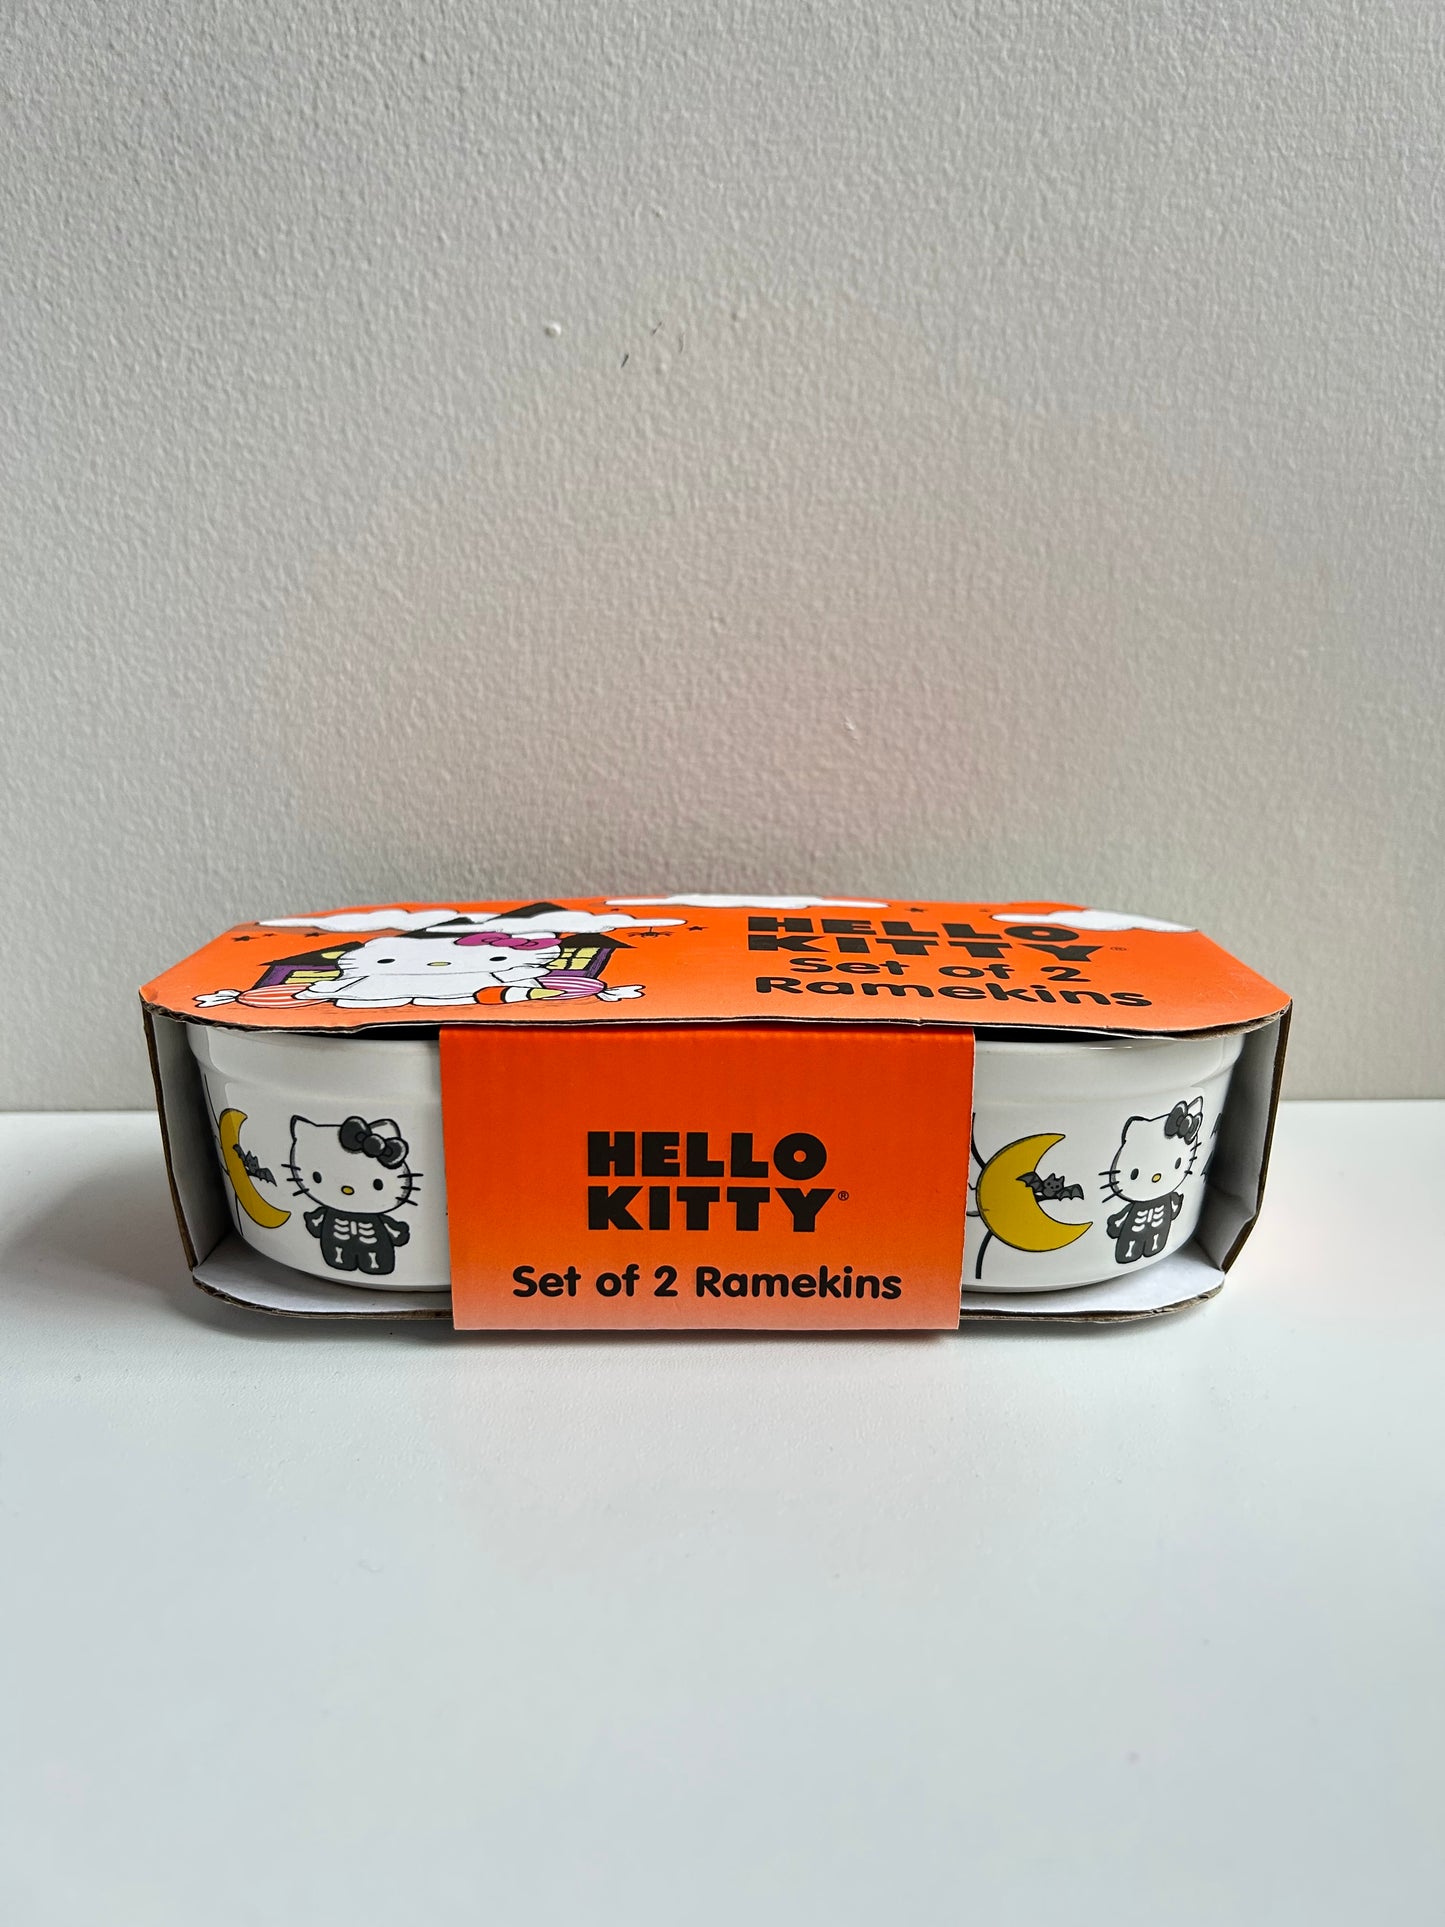 HELLO
KITTY®
Set of 2
Ramekins
HELLO
KITTY®
Set of 2 Ramekins